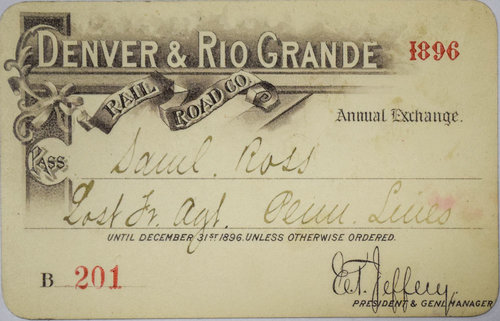 DENVER & RIO GRANDE 1896
RAIL ROAD CO.
Annual Exchange.
PASS Saml. Ross
Lost Fr. Agt. Penn. Lines
UNTIL DECEMBER 31ST 1896. UNLESS OTHERWISE ORDERED.
B 201
E.T. Jeffery
PRESIDENT & GENL MANAGER